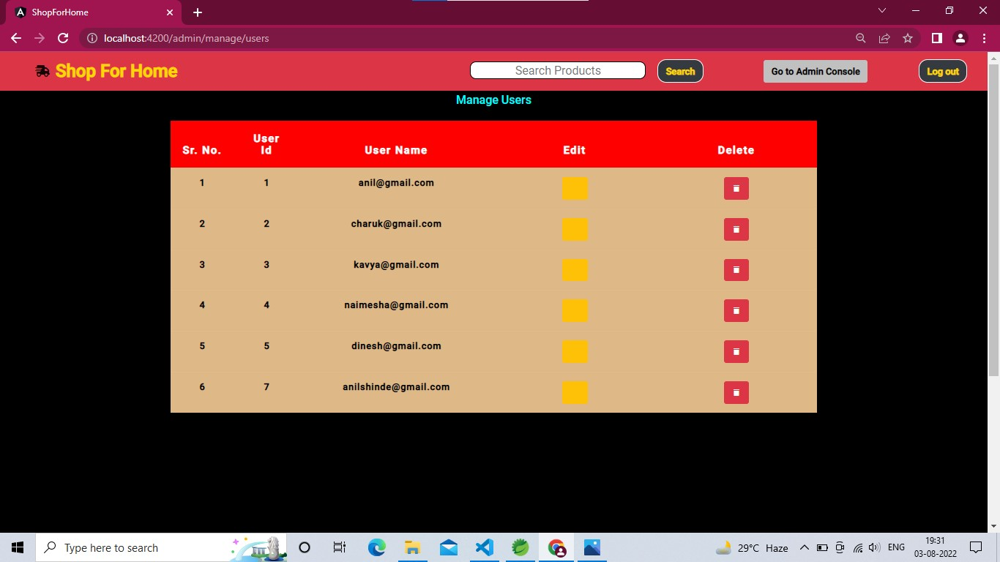 ShopForHome
localhost:4200/admin/manage/users
Shop For Home
Search Products
Search
Go to Admin Console
Log out
Manage Users
Sr. No. User Id User Name Edit Delete
1 1 anil@gmail.com
2 2 charuk@gmail.com
3 3 kavya@gmail.com
4 4 naimesha@gmail.com
5 5 dinesh@gmail.com
6 7 anilshinde@gmail.com
Type here to search
29°C Haze
ENG
19:31
03-08-2022